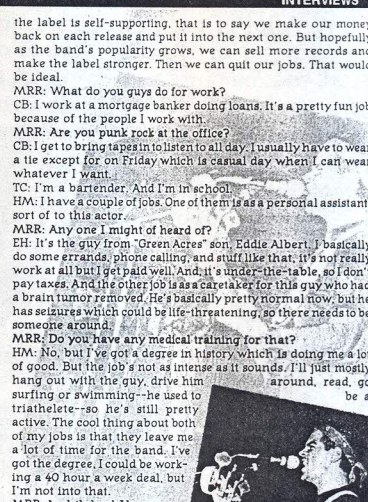 INTERVIEWS
the label is self-supporting, that is to say we make our money
back on each release and put it into the next one. But hopefully
as the band's popularity grows, we can sell more records and
make the label stronger. Then we can quit our jobs. That would
be ideal.
MRR: What do you guys do for work?
CB: I work at a mortgage banker doing loans. It's a pretty fun job
because of the people I work with.
MRR: Are you punk rock at the office?
CB: I get to bring tapes in to listen to all day. I usually have to wear
a tie except for on Friday which is casual day when I can wear
whatever I want.
TC: I'm a bartender. And I'm in school.
HM: I have a couple of jobs. One of them is as a personal assistant
sort of to this actor.
MRR: Any one I might of heard of?
EH: It's the guy from "Green Acres" son, Eddie Albert. I basically
do some errands, phone calling, and stuff like that, it's not really
work at all but I get paid well. And, it's under-the-table, so I don't
pay taxes. And the other job is as a caretaker for this guy who had
a brain tumor removed. He's basically pretty normal now, but he
has seizures which could be life-threatening, so there needs to be
someone around.
MRR: Do you have any medical training for that?
HM: No, but I've got a degree in history which is doing me a lot
of good. But the job's not as intense as it sounds. I'll just mostly
hang out with the guy, drive him around, read, go
surfing or swimming--he used to be a
triathelete--so he's still pretty
active. The cool thing about both
of my jobs is that they leave me
a lot of time for the band. I've
got the degree, I could be work-
ing a 40 hour a week deal, but
I'm not into that.